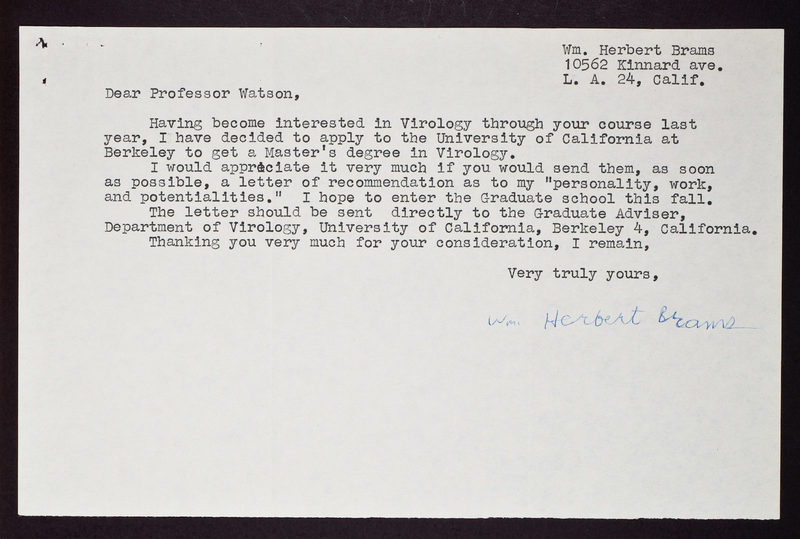 Wm. Herbert Brams
10562 Kinnard ave.
L. A. 24, Calif.
Dear Professor Watson,
Having become interested in Virology through your course last
year, I have decided to apply to the University of California at
Berkeley to get a Master's degree in Virology.
I would appreciate it very much if you would send them, as soon
as possible, a letter of recommendation as to my "personality, work,
and potentialities."  I hope to enter the Graduate school this fall.
The letter should be sent  directly to the Graduate Adviser,
Department of Virology, University of California, Berkeley 4, California.
Thanking you very much for your consideration, I remain,
Very truly yours,
Wm. Herbert Brams